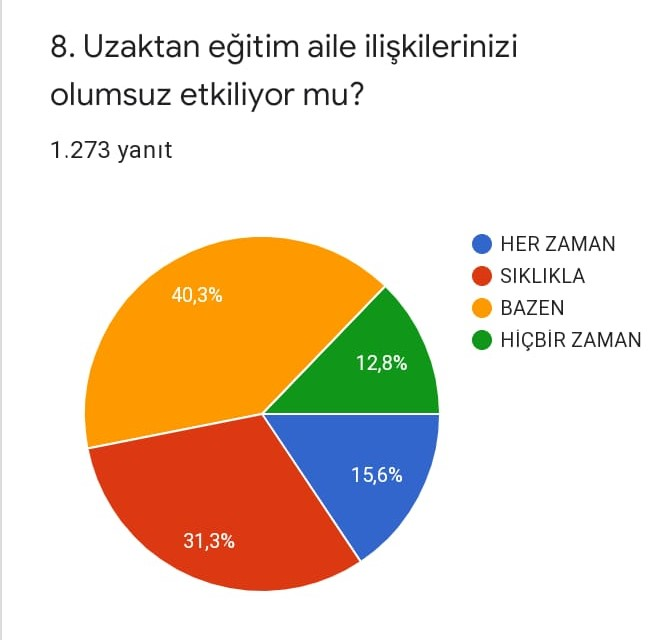 8. Uzaktan eğitim aile ilişkilerinizi
olumsuz etkiliyor mu?
1.273 yanıt
HER ZAMAN
SIKLIKLA
BAZEN
HİÇBİR ZAMAN
40,3%
12,8%
15,6%
31,3%